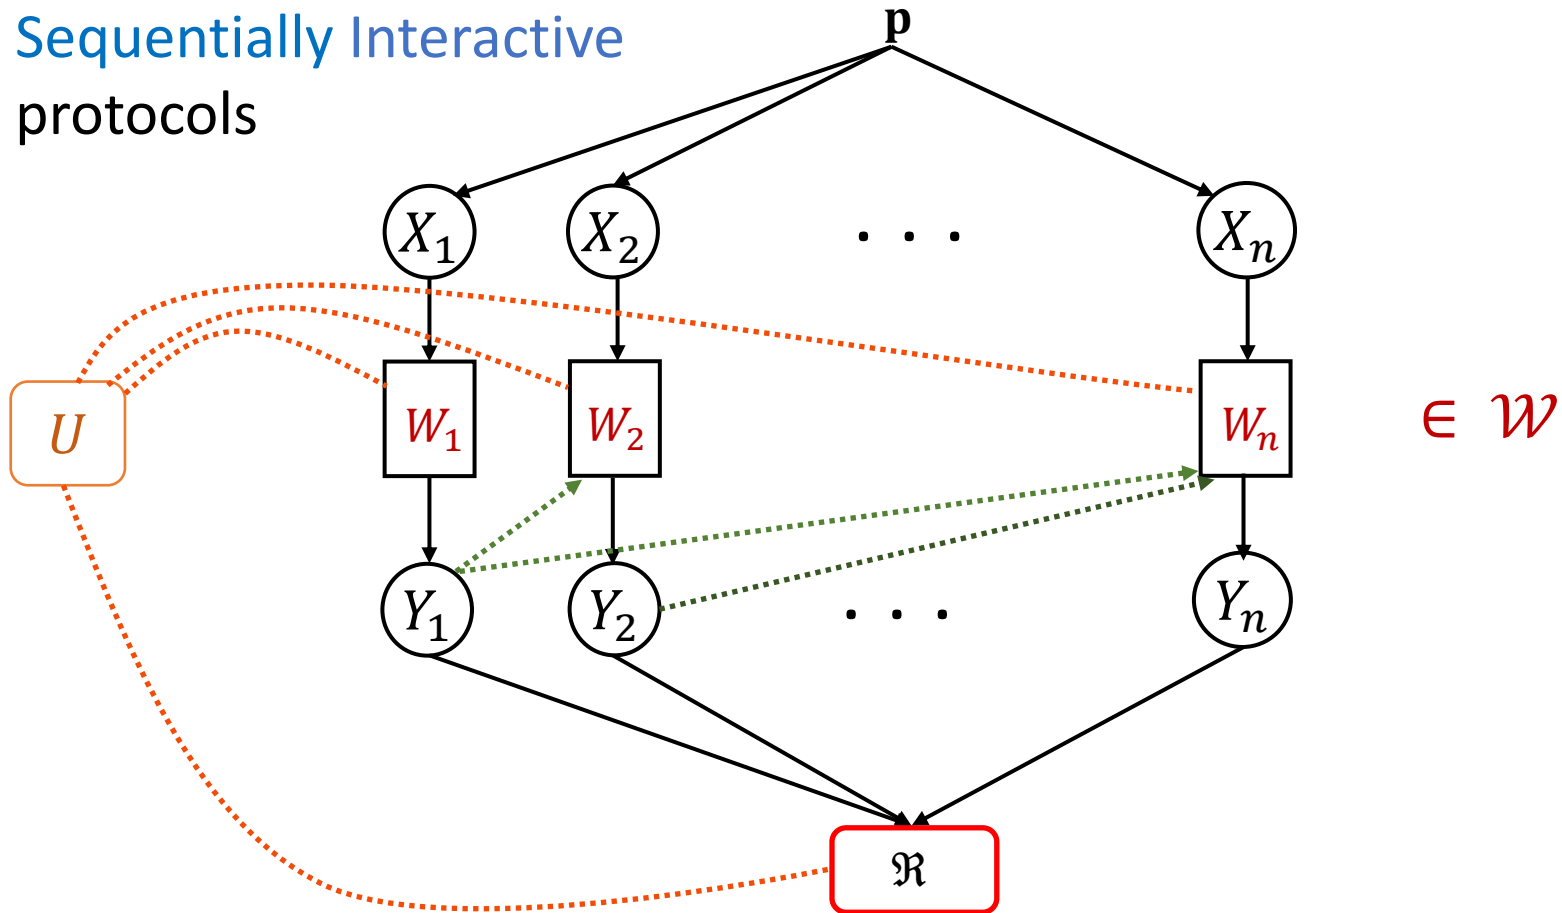 Sequentially Interactive
protocols
p
X₁ X₂ . . . Xₙ
U W₁ W₂ Wₙ ∈ 𝒲
Y₁ Y₂ . . . Yₙ
ℜ